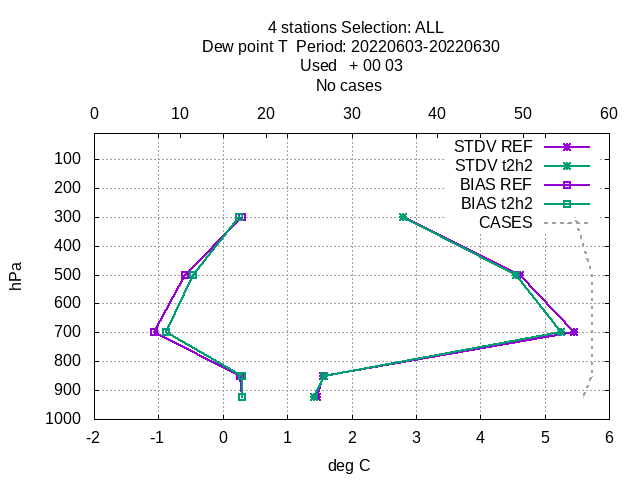 4 stations Selection: ALL
Dew point T  Period: 20220603-20220630
Used   + 00 03
No cases
0 10 20 30 40 50 60
STDV REF
STDV t2h2
BIAS REF
BIAS t2h2
CASES
100
200
300
400
500
600
700
800
900
1000
hPa
-2 -1 0 1 2 3 4 5 6
deg C